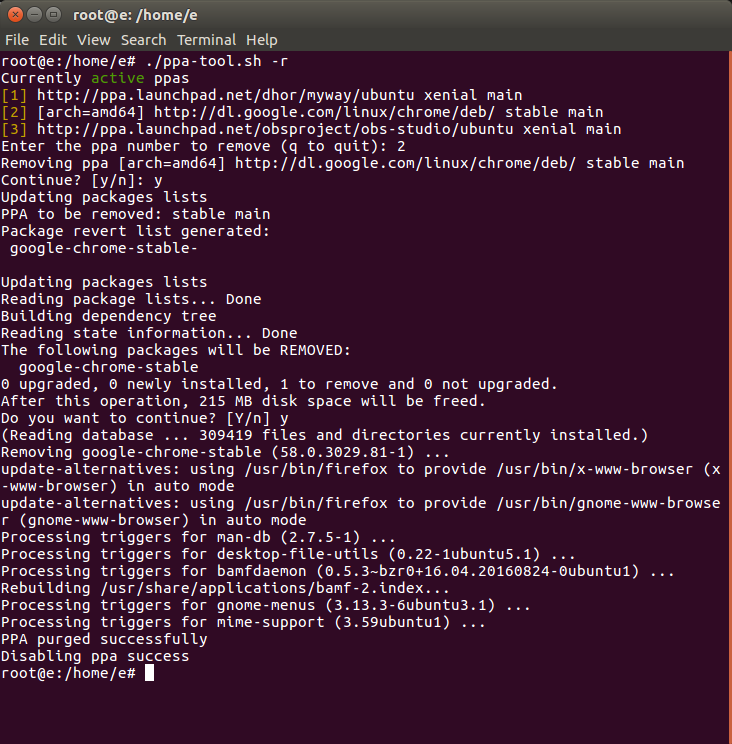 root@e: /home/e
File Edit View Search Terminal Help
root@e:/home/e# ./ppa-tool.sh -r
Currently active ppas
[1] http://ppa.launchpad.net/dhor/myway/ubuntu xenial main
[2] [arch=amd64] http://dl.google.com/linux/chrome/deb/ stable main
[3] http://ppa.launchpad.net/obsproject/obs-studio/ubuntu xenial main
Enter the ppa number to remove (q to quit): 2
Removing ppa [arch=amd64] http://dl.google.com/linux/chrome/deb/ stable main
Continue? [y/n]: y
Updating packages lists
PPA to be removed: stable main
Package revert list generated:
 google-chrome-stable-

Updating packages lists
Reading package lists... Done
Building dependency tree
Reading state information... Done
The following packages will be REMOVED:
  google-chrome-stable
0 upgraded, 0 newly installed, 1 to remove and 0 not upgraded.
After this operation, 215 MB disk space will be freed.
Do you want to continue? [Y/n] y
(Reading database ... 309419 files and directories currently installed.)
Removing google-chrome-stable (58.0.3029.81-1) ...
update-alternatives: using /usr/bin/firefox to provide /usr/bin/x-www-browser (x
-www-browser) in auto mode
update-alternatives: using /usr/bin/firefox to provide /usr/bin/gnome-www-browse
r (gnome-www-browser) in auto mode
Processing triggers for man-db (2.7.5-1) ...
Processing triggers for desktop-file-utils (0.22-1ubuntu5.1) ...
Processing triggers for bamfdaemon (0.5.3~bzr0+16.04.20160824-0ubuntu1) ...
Rebuilding /usr/share/applications/bamf-2.index...
Processing triggers for gnome-menus (3.13.3-6ubuntu3.1) ...
Processing triggers for mime-support (3.59ubuntu1) ...
PPA purged successfully
Disabling ppa success
root@e:/home/e#